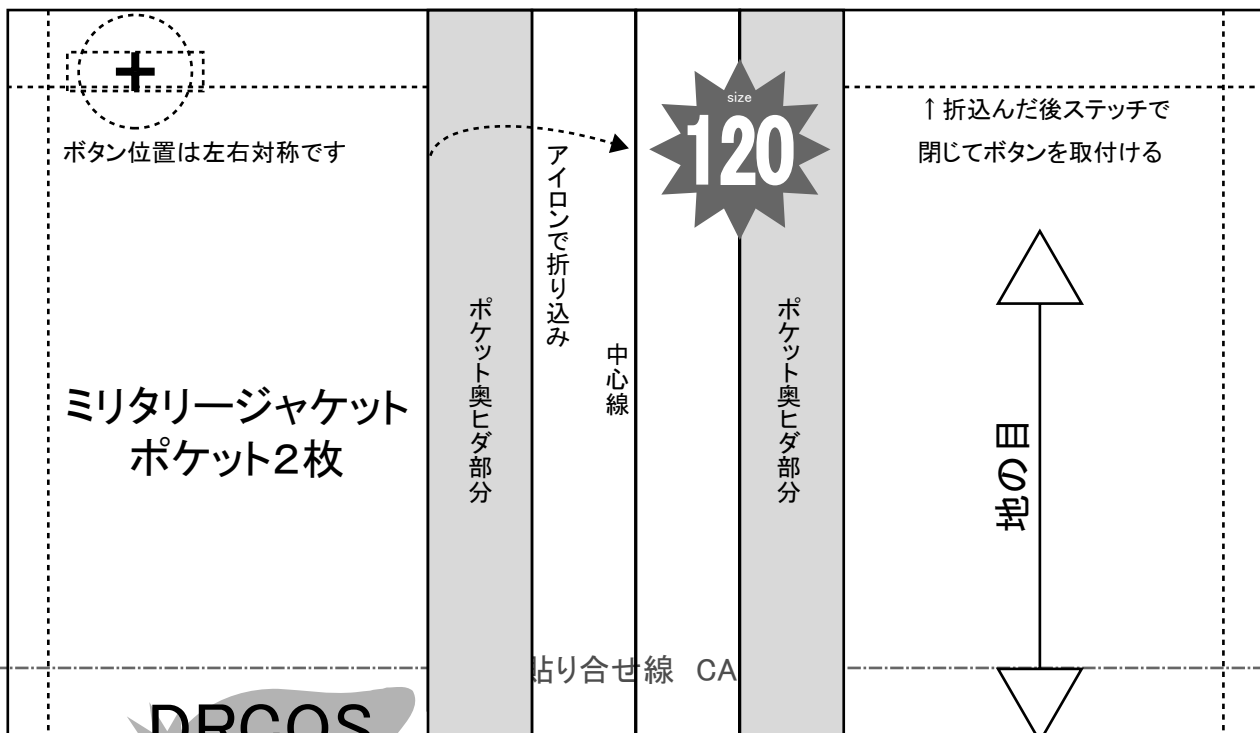 ボタン位置は左右対称です
アイロンで折り込み
size
120
↑折込んだ後ステッチで
閉じてボタンを取付ける
ミリタリージャケット
ポケット２枚
ポケット奥ヒダ部分
中心線
ポケット奥ヒダ部分
地の目
貼り合せ線 CA
DRCOS